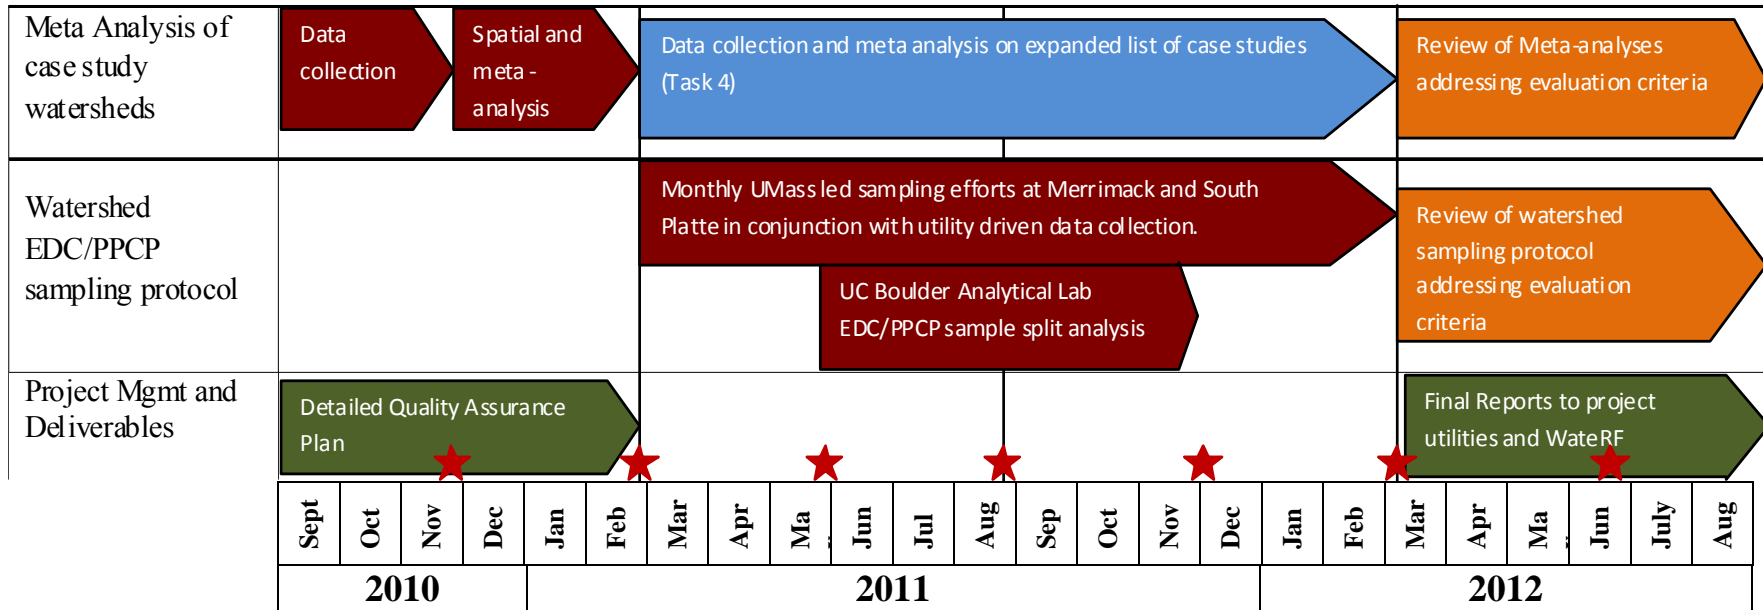 Meta Analysis of
case study
watersheds
Data
collection
Spatial and
meta -
analysis
Data collection and meta analysis on expanded list of case studies
(Task 4)
Review of Meta-analyses
addressing evaluation criteria
Watershed
EDC/PPCP
sampling protocol
Monthly UMass led sampling efforts at Merrimack and South
Platte in conjunction with utility driven data collection.
UC Boulder Analytical Lab
EDC/PPCP sample split analysis
Review of watershed
sampling protocol
addressing evaluation
criteria
Project Mgmt and
Deliverables
Detailed Quality Assurance
Plan
Final Reports to project
utilities and WateRF
Sept
Oct
Nov
Dec
Jan
Feb
Mar
Apr
Ma
Jun
Jul
Aug
Sep
Oct
Nov
Dec
Jan
Feb
Mar
Apr
Ma
Jun
July
Aug
2010
2011
2012